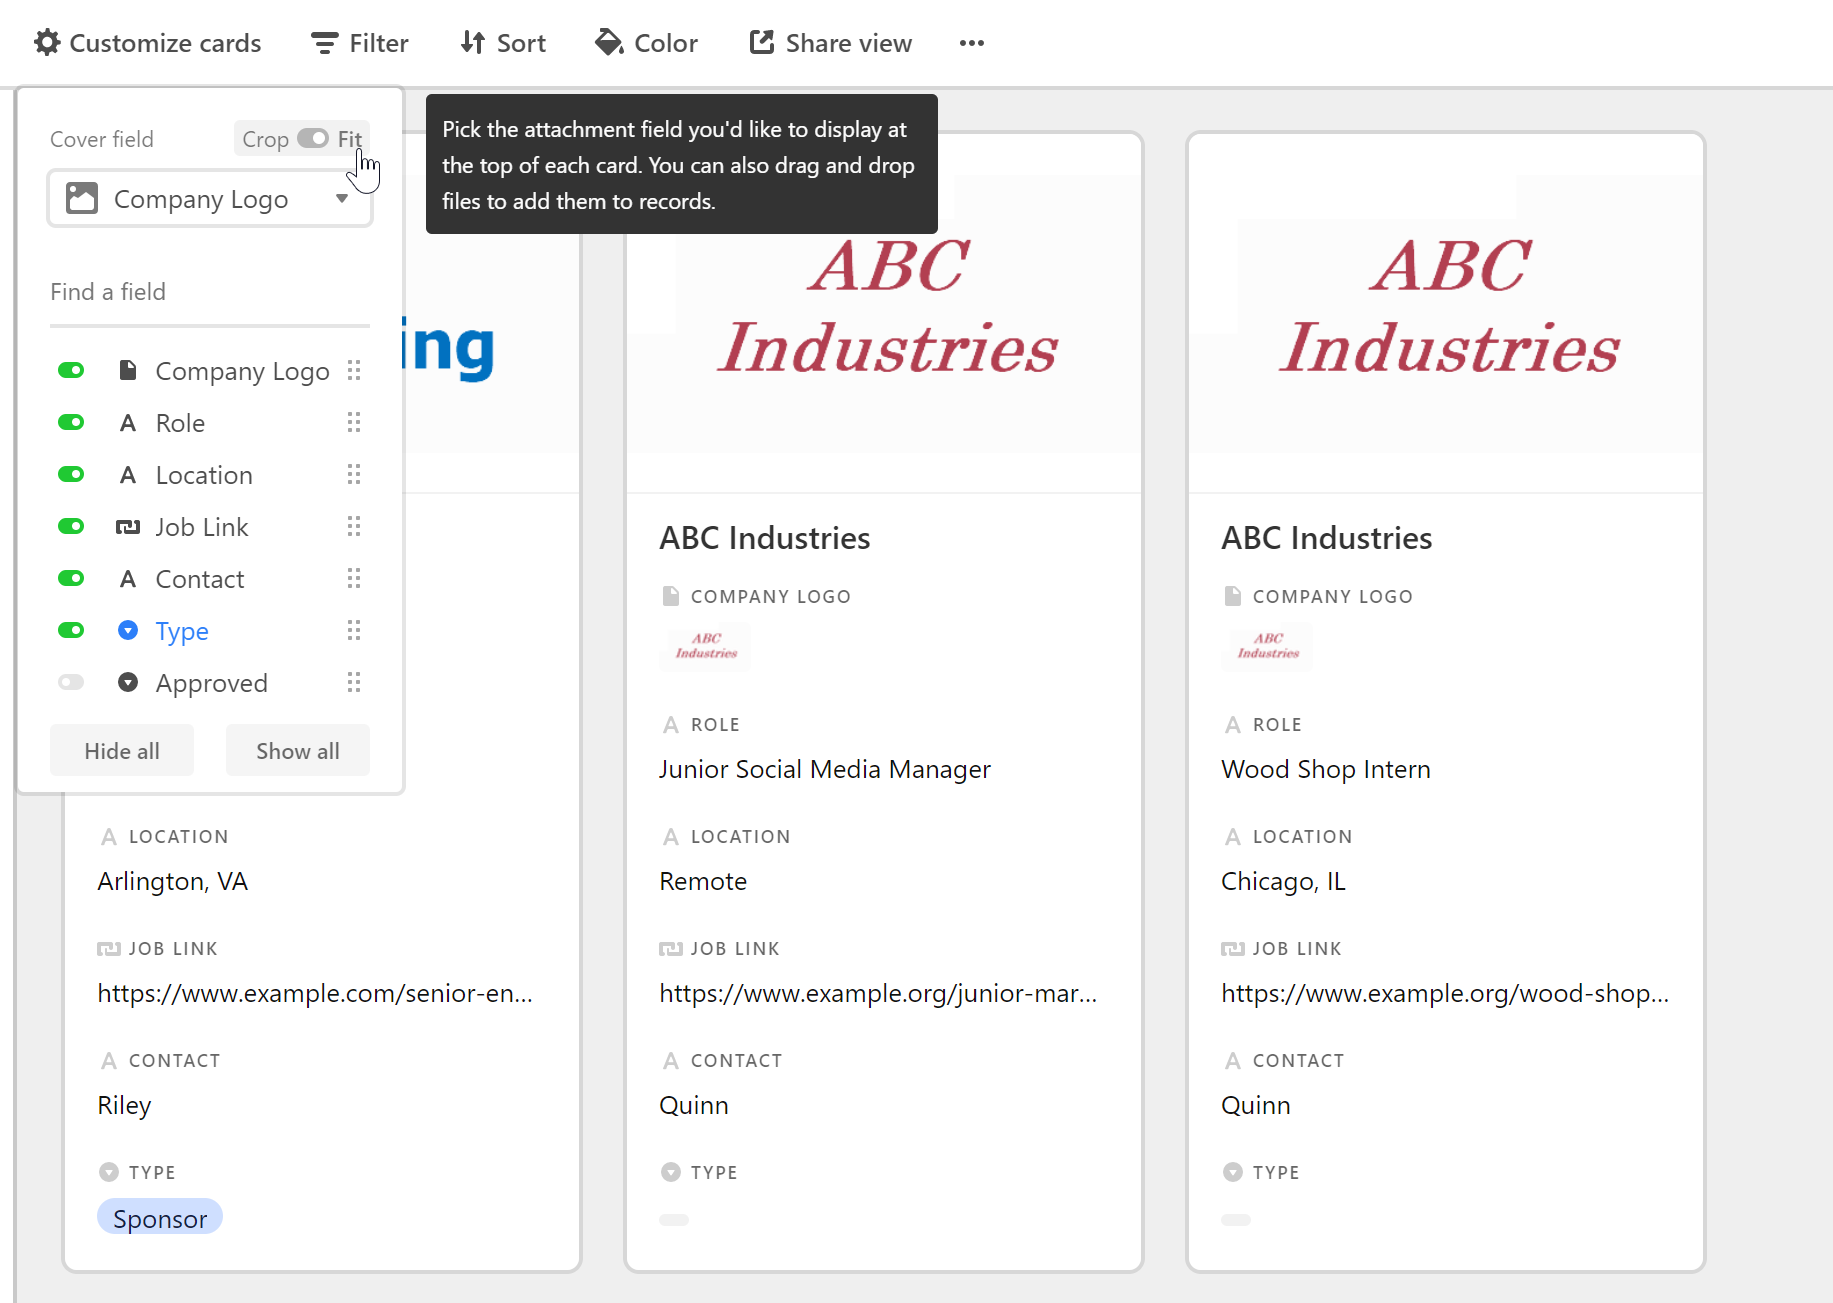 Customize cards
Filter
Sort
Color
Share view
Cover field
Crop
Fit
Company Logo
Pick the attachment field you'd like to display at
the top of each card. You can also drag and drop
files to add them to records.
Find a field
Company Logo
Role
Location
Job Link
Contact
Type
Approved
Hide all
Show all
ing
LOCATION
Arlington, VA
JOB LINK
https://www.example.com/senior-en...
CONTACT
Riley
TYPE
Sponsor
ABC
Industries
ABC Industries
COMPANY LOGO
ABC
Industries
ROLE
Junior Social Media Manager
LOCATION
Remote
JOB LINK
https://www.example.org/junior-mar...
CONTACT
Quinn
TYPE
ABC
Industries
ABC Industries
COMPANY LOGO
ABC
Industries
ROLE
Wood Shop Intern
LOCATION
Chicago, IL
JOB LINK
https://www.example.org/wood-shop...
CONTACT
Quinn
TYPE